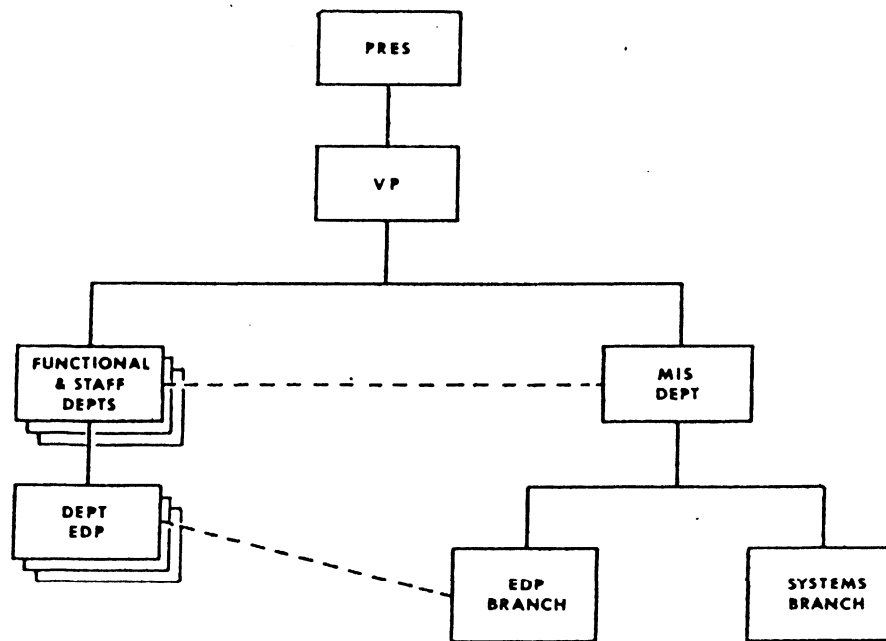 PRES
VP
FUNCTIONAL
& STAFF
DEPTS
MIS
DEPT
DEPT
EDP
EDP
BRANCH
SYSTEMS
BRANCH